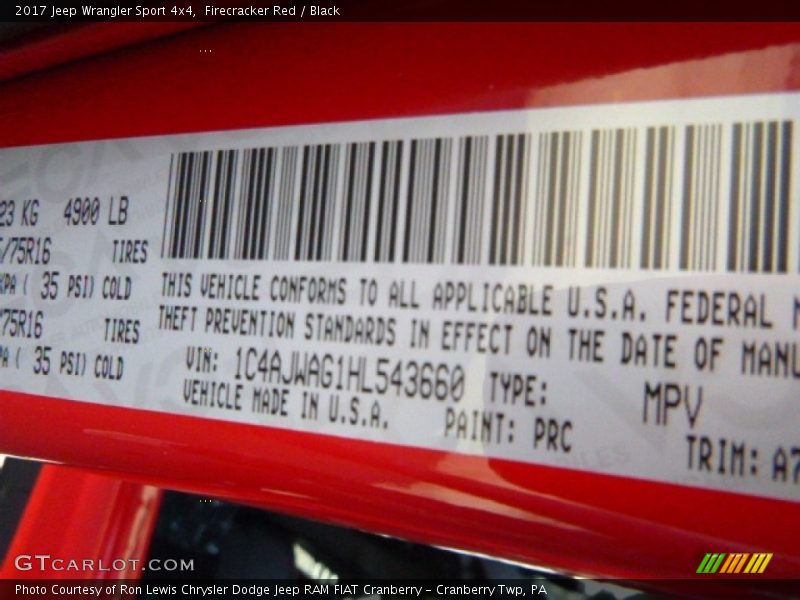 2017 Jeep Wrangler Sport 4x4,  Firecracker Red / Black
23 KG 4900 LB
/75R16 TIRES
KPA ( 35 PSI) COLD
/75R16 TIRES
PA ( 35 PSI) COLD
THIS VEHICLE CONFORMS TO ALL APPLICABLE U.S.A. FEDERAL
THEFT PREVENTION STANDARDS IN EFFECT ON THE DATE OF MANU
VIN: 1C4AJWAG1HL543660 TYPE: MPV
VEHICLE MADE IN U.S.A. PAINT: PRC TRIM: A7
GTCARLOT.COM
Photo Courtesy of Ron Lewis Chrysler Dodge Jeep RAM FIAT Cranberry - Cranberry Twp, PA